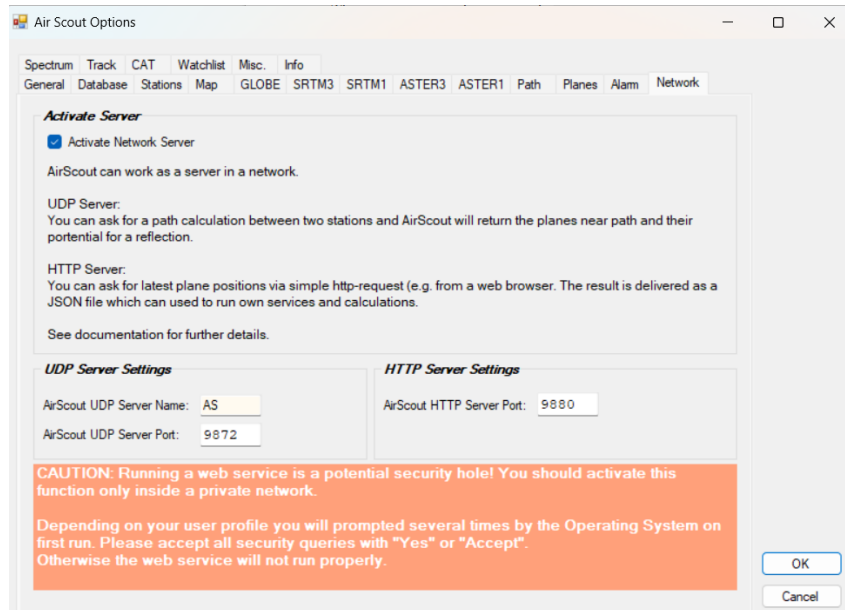 Air Scout Options
Spectrum Track CAT Watchlist Misc. Info
General Database Stations Map GLOBE SRTM3 SRTM1 ASTER3 ASTER1 Path Planes Alarm Network
Activate Server
Activate Network Server
AirScout can work as a server in a network.
UDP Server:
You can ask for a path calculation between two stations and AirScout will return the planes near path and their
portential for a reflection.
HTTP Server:
You can ask for latest plane positions via simple http-request (e.g. from a web browser. The result is delivered as a
JSON file which can used to run own services and calculations.
See documentation for further details.
UDP Server Settings
AirScout UDP Server Name: AS
AirScout UDP Server Port: 9872
HTTP Server Settings
AirScout HTTP Server Port: 9880
CAUTION: Running a web service is a potential security hole! You should activate this
function only inside a private network.
Depending on your user profile you will prompted several times by the Operating System on
first run. Please accept all security queries with "Yes" or "Accept".
Otherwise the web service will not run properly.
OK
Cancel